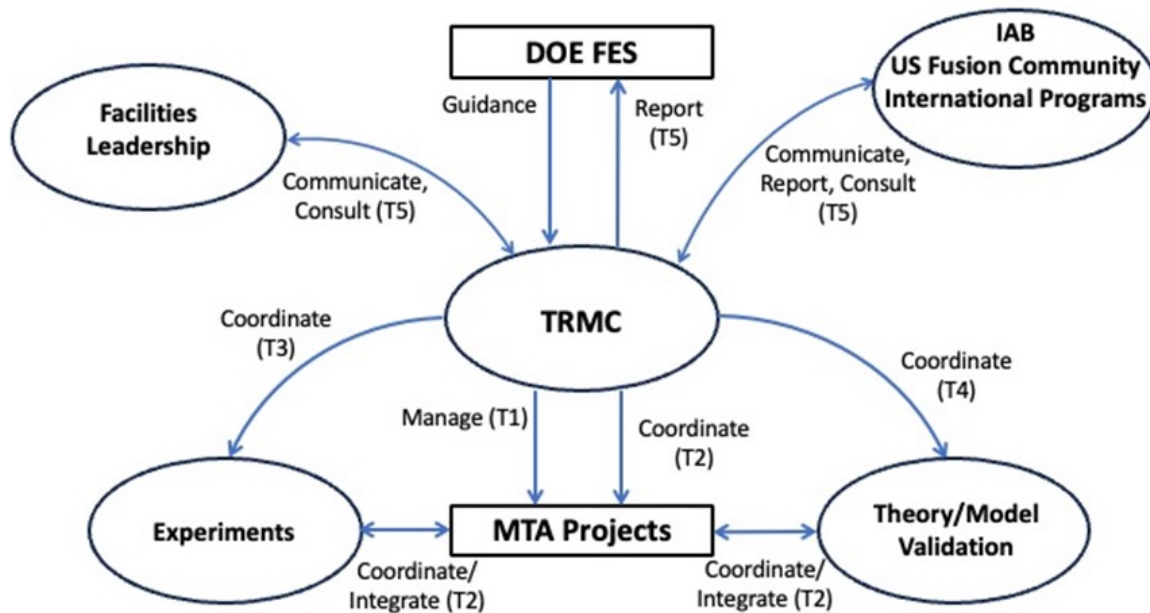 DOE FES
IAB
US Fusion Community
International Programs
Facilities
Leadership
Guidance
Report
(T5)
Communicate,
Consult (T5)
Communicate,
Report, Consult
(T5)
TRMC
Coordinate
(T3)
Coordinate
(T4)
Manage (T1)
Coordinate
(T2)
Experiments
MTA Projects
Theory/Model
Validation
Coordinate/
Integrate (T2)
Coordinate/
Integrate (T2)